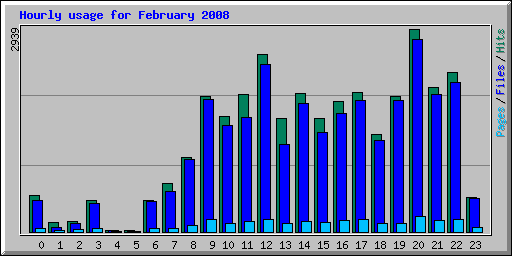 Hourly usage for February 2008
2939
Pages / Files / Hits
0 1 2 3 4 5 6 7 8 9 10 11 12 13 14 15 16 17 18 19 20 21 22 23